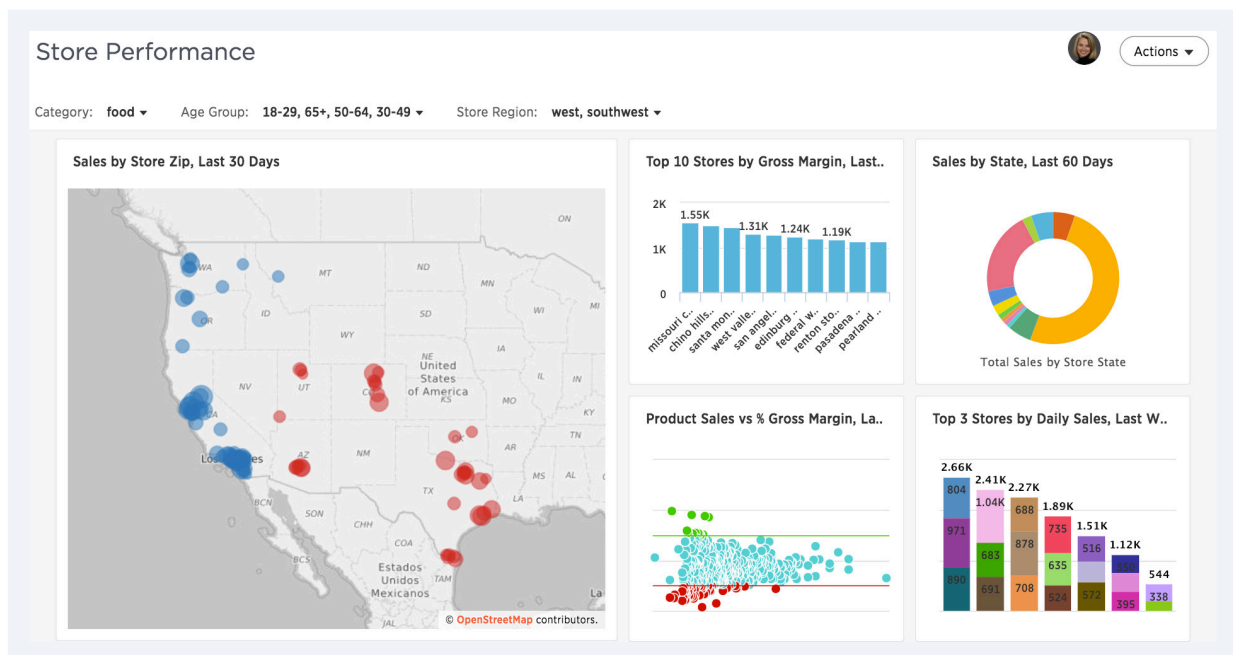 Store Performance
Actions
Category: food Age Group: 18-29, 65+, 50-64, 30-49 Store Region: west, southwest
Sales by Store Zip, Last 30 Days
ON
WA
MT
ND
MN
OR
ID
SD
WI
MI
WY
IA
NE
United
States
of America
NV
UT
IL
IN
KS
MO
KY
OK
TN
AZ
NM
AR
MS
AL
TX
LA
BCN
SON
CHH
COA
BCS
Estados
Unidos
Mexicanos
TAM
La
JAL
© OpenStreetMap contributors.
Top 10 Stores by Gross Margin, Last..
2K
1K
0
1.55K
1.31K
1.24K
1.19K
missouri c..
chino hills..
santa mon..
west valle..
san angel..
edinburg ..
federal w..
renton sto..
pasadena ..
pearland ..
Sales by State, Last 60 Days
Total Sales by Store State
Product Sales vs % Gross Margin, La..
Top 3 Stores by Daily Sales, Last W..
2.66K
804
971
890
2.41K
1.04K
683
691
2.27K
688
878
708
1.89K
735
635
524
1.51K
516
572
1.12K
395
544
338